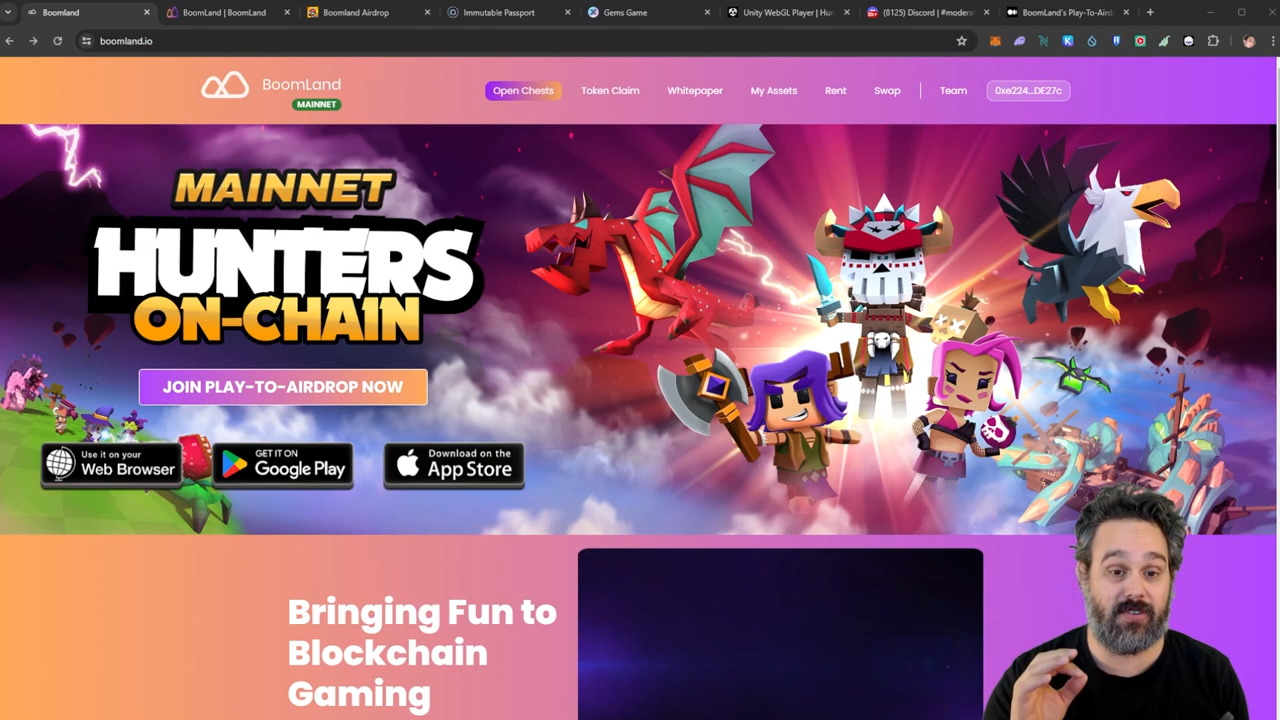 Boomland
BoomLand | BoomLand
Boomland Airdrop
Immutable Passport
Gems Game
Unity WebGL Player | Hun
(8125) Discord | #modera
BoomLand's Play-To-Aird
boomland.io
BoomLand
MAINNET
Open Chests
Token Claim
Whitepaper
My Assets
Rent
Swap
Team
0xe224...DE27c
MAINNET
HUNTERS
ON-CHAIN
JOIN PLAY-TO-AIRDROP NOW
Use it on your
Web Browser
GET IT ON
Google Play
Download on the
App Store
Bringing Fun to
Blockchain
Gaming